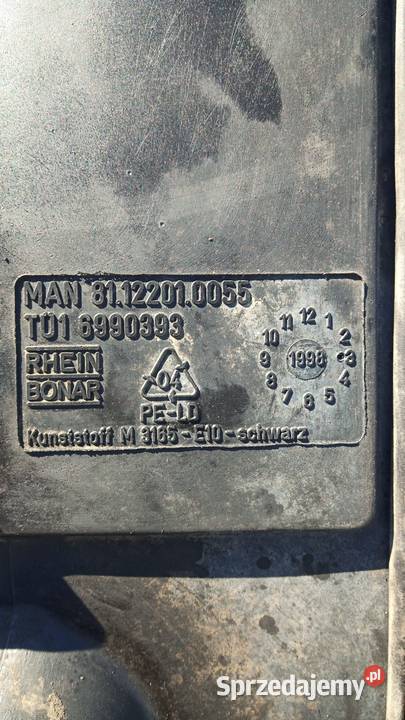 MAN 81.12201.0055
TÜ1 6990393
RHEIN
BONAR
04
PE-LD
12
1
2
3
4
5
6
7
8
9
10
11
1998
Kunststoff M 3165 - E10 - schwarz
Sprzedajemy.pl